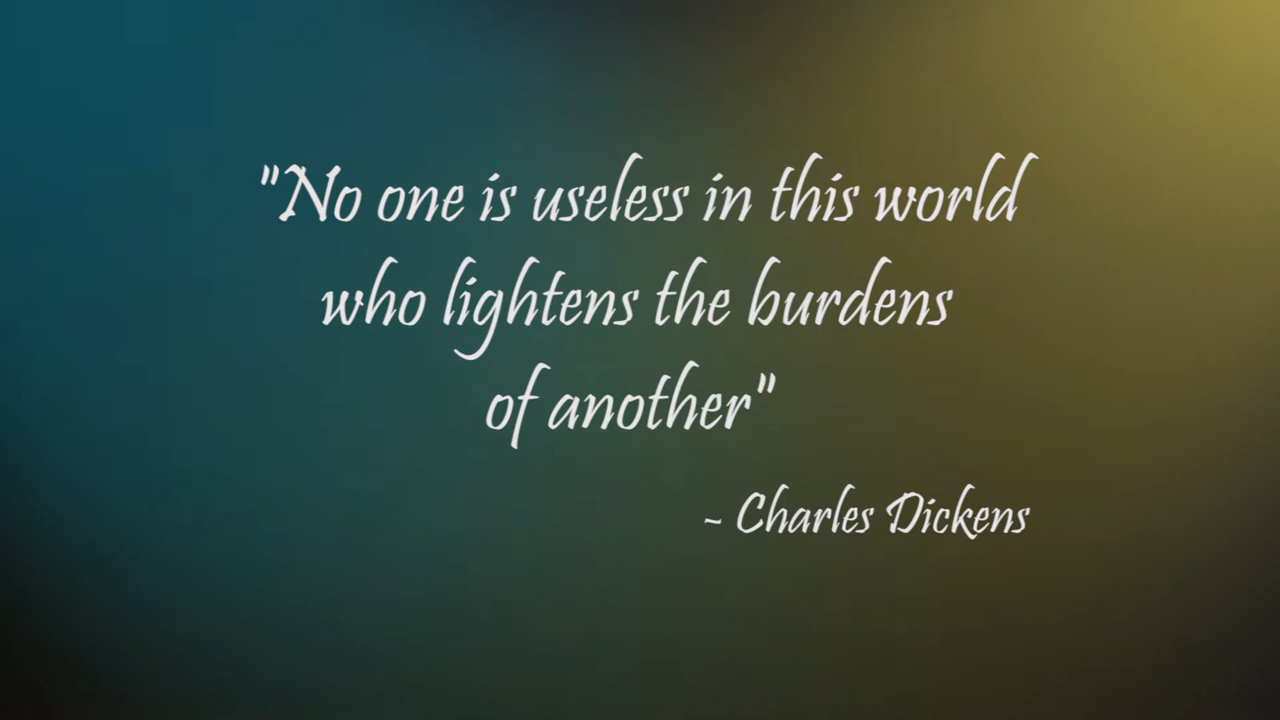 "No one is useless in this world
who lightens the burdens
of another"
~ Charles Dickens